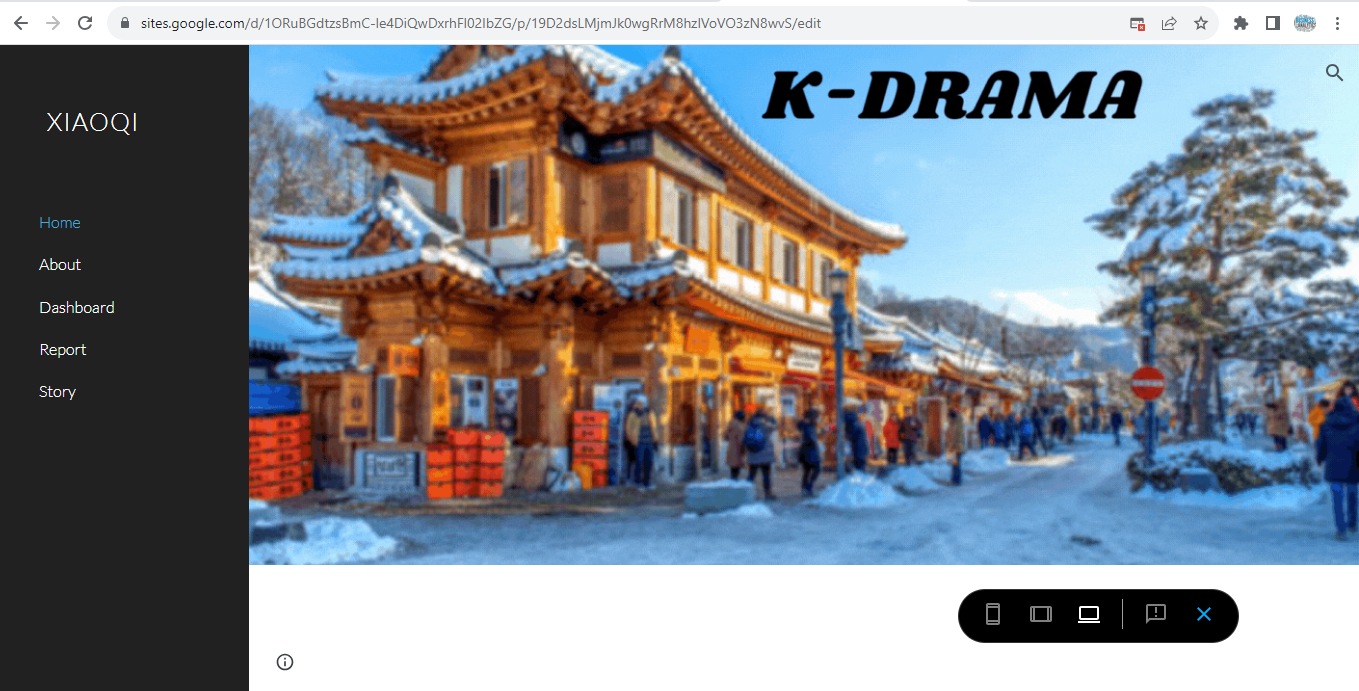 sites.google.com/d/1ORuBGdtzsBmC-Ie4DiQwDxrhFl02IbZG/p/19D2dsLMjmJk0wgRrM8hzIVoVO3zN8wvS/edit
K-DRAMA
XIAOQI
Home
About
Dashboard
Report
Story